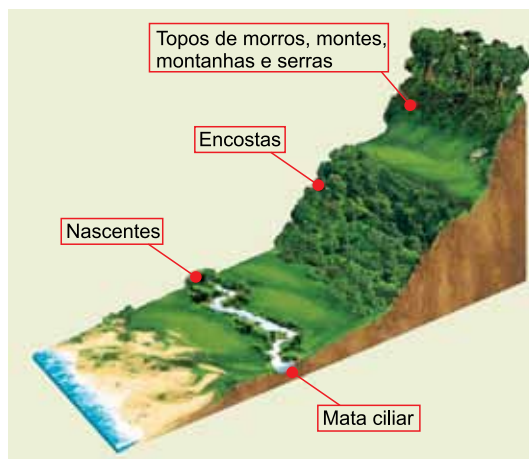 Topos de morros, montes,
montanhas e serras
Encostas
Nascentes
Mata ciliar